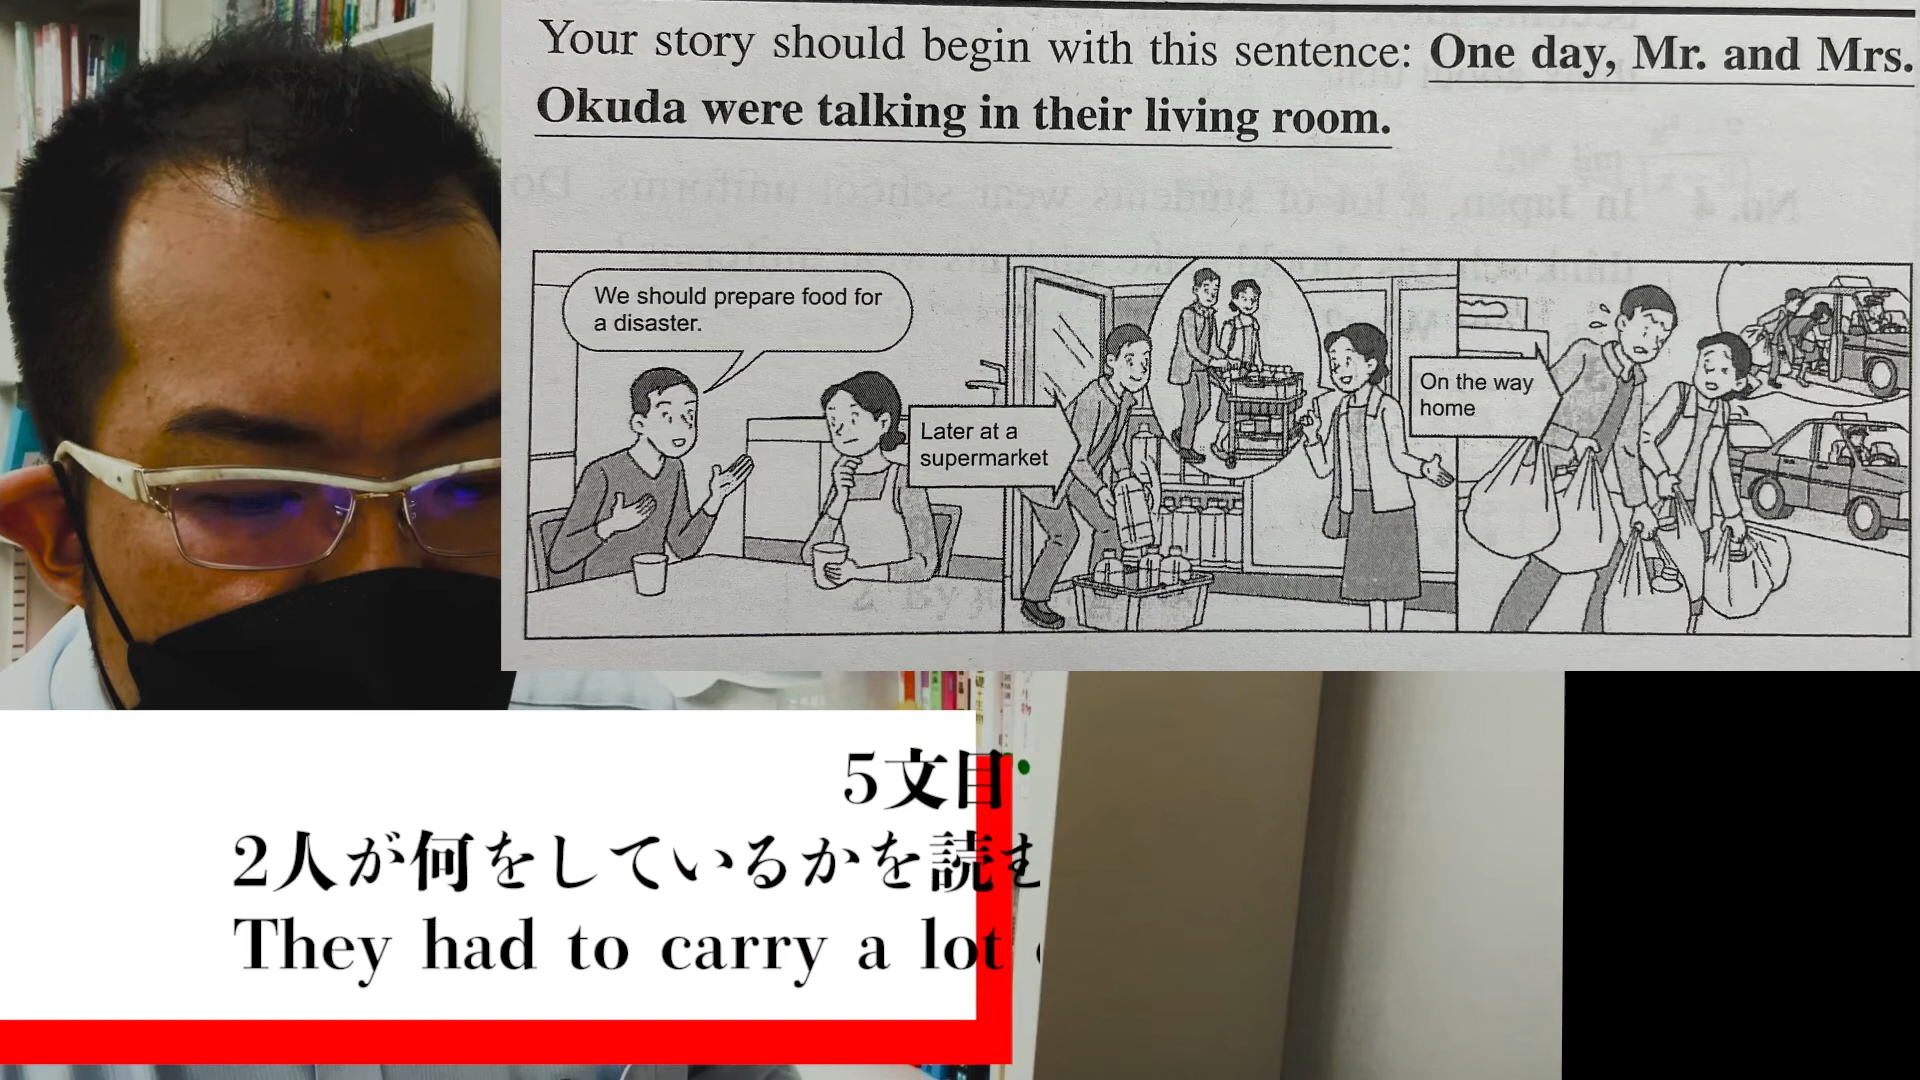 Your story should begin with this sentence: One day, Mr. and Mrs.
Okuda were talking in their living room.
We should prepare food for
a disaster.
Later at a
supermarket
On the way
home
5文目
2人が何をしているかを読む
They had to carry a lot